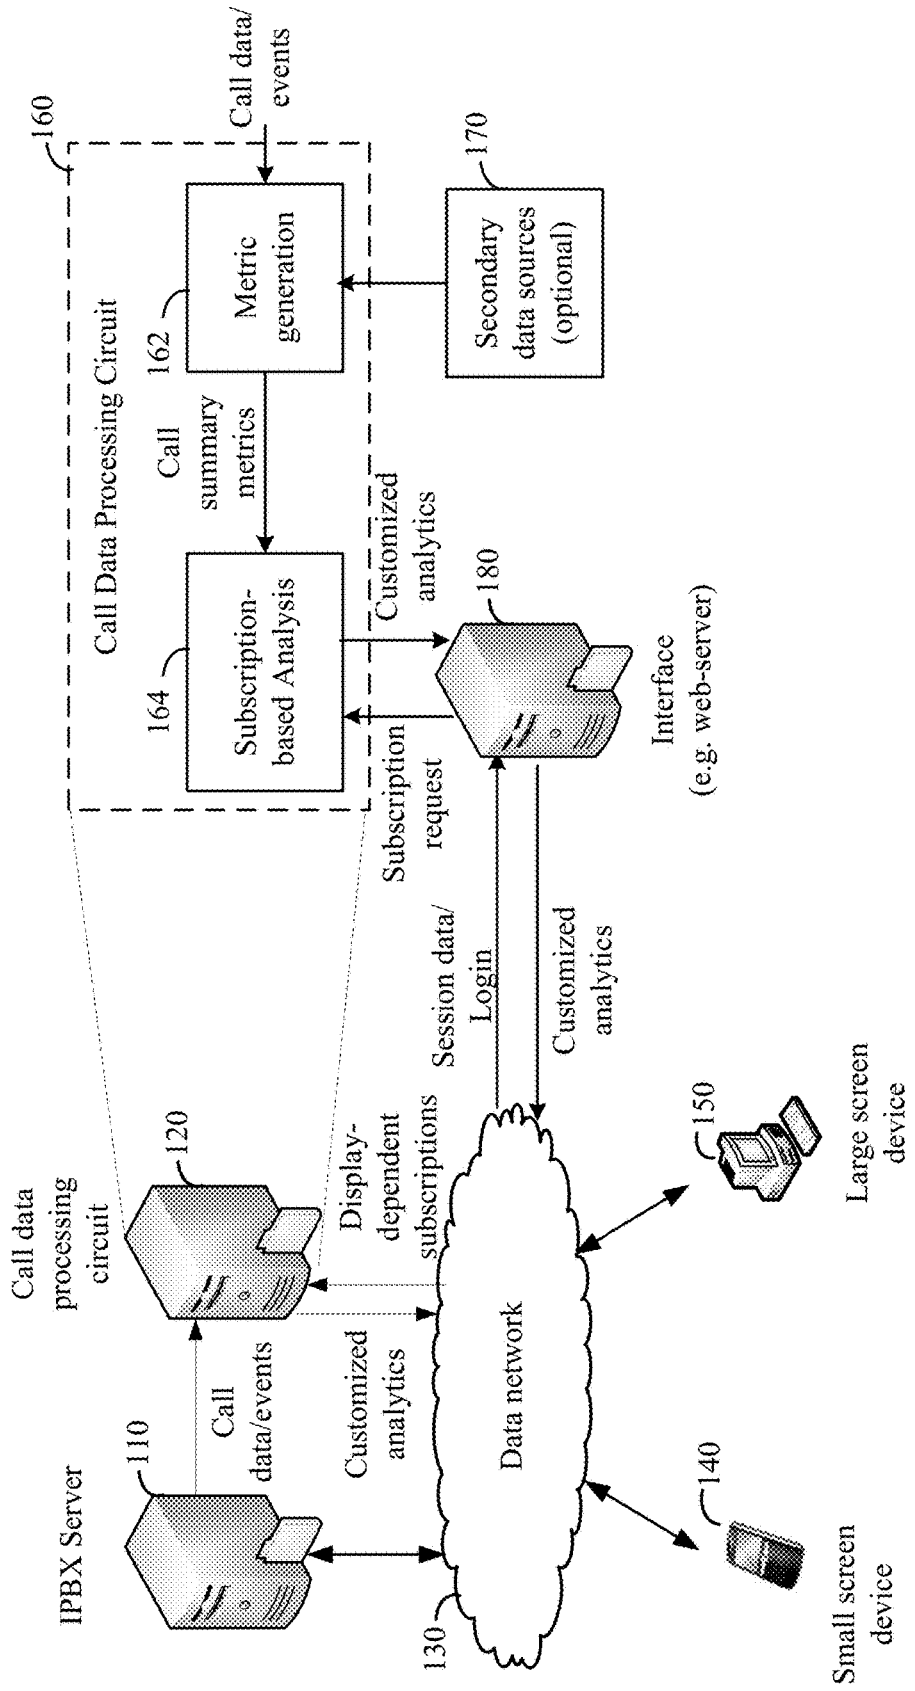 IPBX Server
110
Call
data/events
Call data
processing
circuit
120
Customized
analytics
Display-
dependent
subscriptions
130
Data network
140
Small screen
device
150
Large screen
device
160
Call Data Processing Circuit
164
Subscription-
based Analysis
Call
summary
metrics
162
Metric
generation
Call data/
events
170
Secondary
data sources
(optional)
Customized
analytics
Subscription
request
180
Interface
(e.g. web-server)
Session data/
Login
Customized
analytics